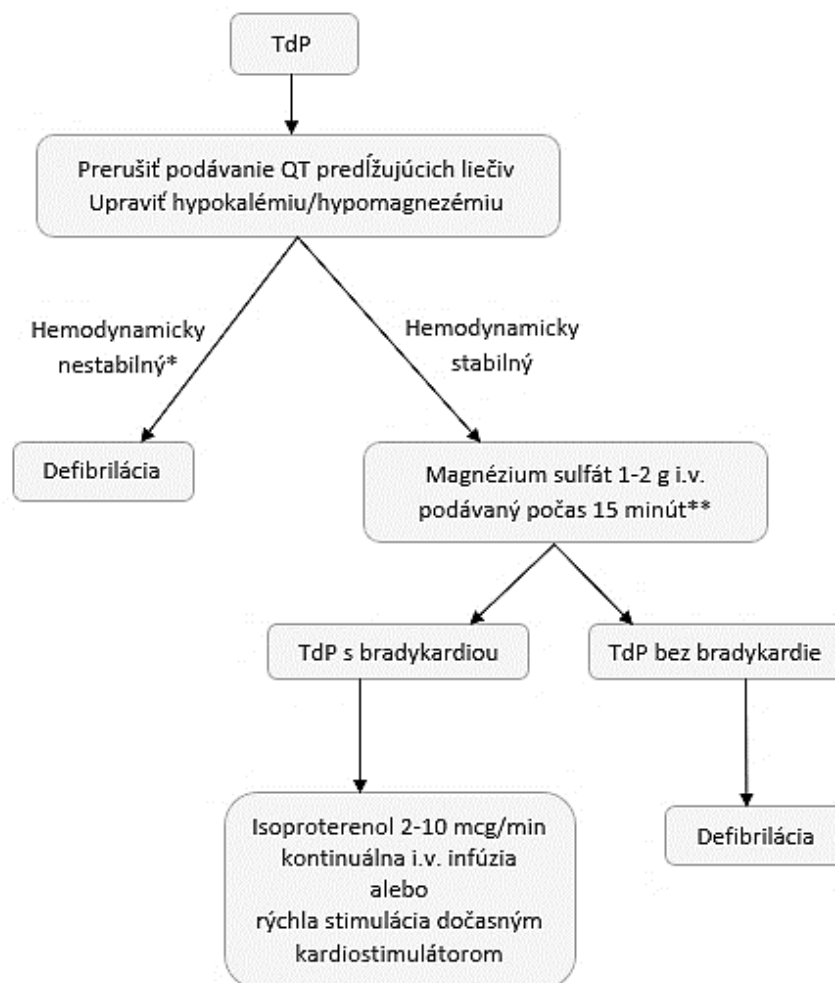 TdP
Prerušiť podávanie QT predĺžujúcich liečiv
Upraviť hypokalémiu/hypomagnezémiu
Hemodynamicky
nestabilný*
Hemodynamicky
stabilný
Defibrilácia
Magnézium sulfát 1-2 g i.v.
podávaný počas 15 minút**
TdP s bradykardiou
TdP bez bradykardie
Isoproterenol 2-10 mcg/min
kontinuálna i.v. infúzia
alebo
rýchla stimulácia dočasným
kardiostimulátorom
Defibrilácia